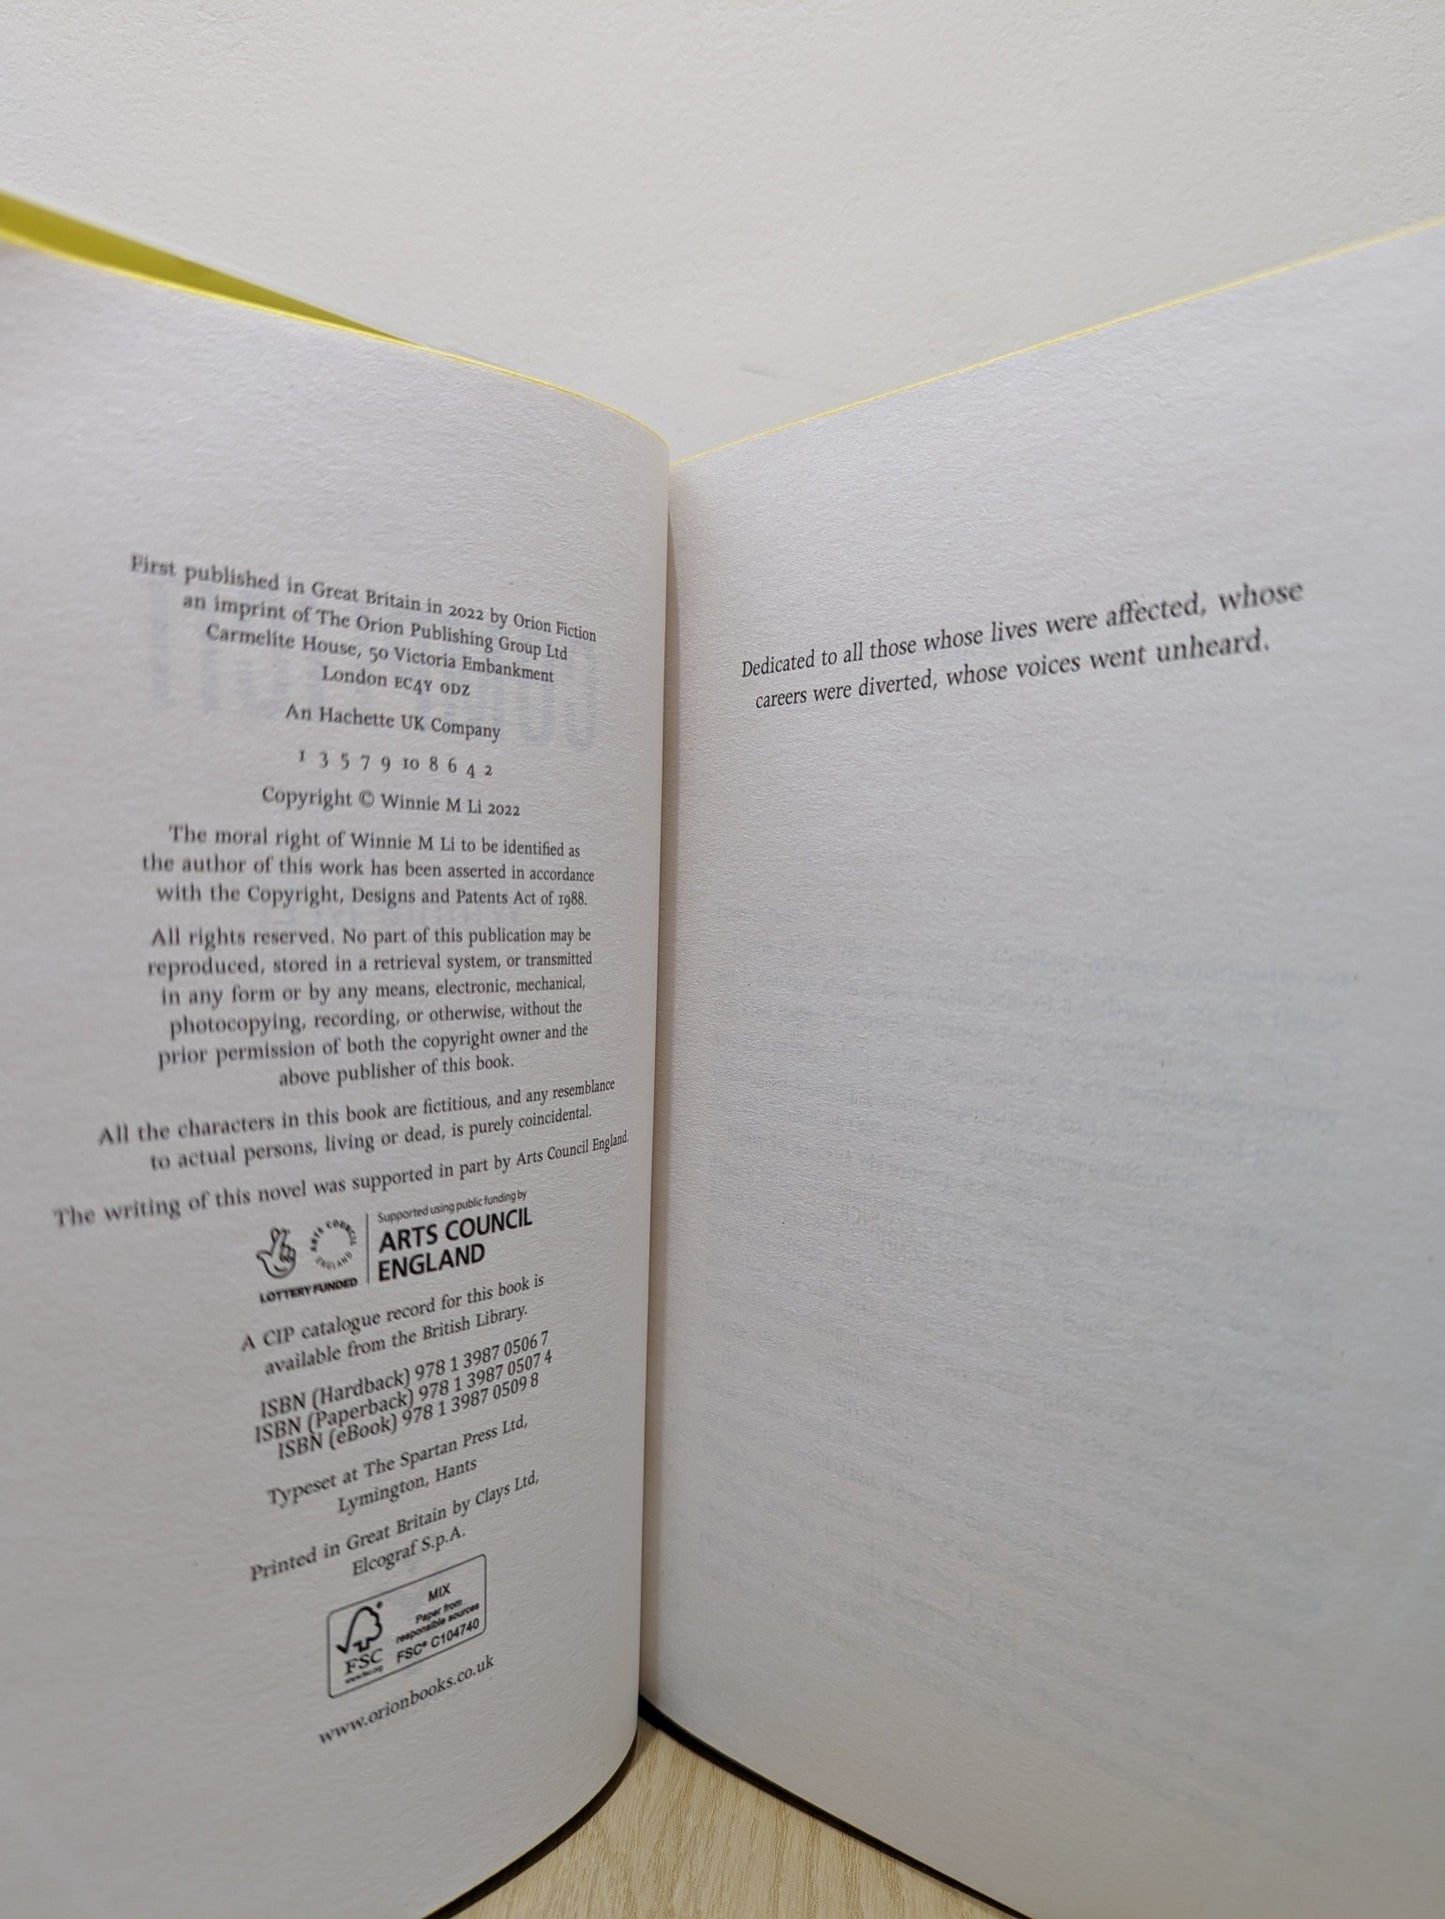 First published in Great Britain in 2022 by Orion Fiction
an imprint of The Orion Publishing Group Ltd
Carmelite House, 50 Victoria Embankment
London EC4Y 0DZ
An Hachette UK Company
1 3 5 7 9 10 8 6 4 2
Copyright © Winnie M Li 2022
The moral right of Winnie M Li to be identified as
the author of this work has been asserted in accordance
with the Copyright, Designs and Patents Act of 1988.
All rights reserved. No part of this publication may be
reproduced, stored in a retrieval system, or transmitted
in any form or by any means, electronic, mechanical,
photocopying, recording, or otherwise, without the
prior permission of both the copyright owner and the
above publisher of this book.
All the characters in this book are fictitious, and any resemblance
to actual persons, living or dead, is purely coincidental.
The writing of this novel was supported in part by Arts Council England.
ARTS COUNCIL ENGLAND
LOTTERY FUNDED
Supported using public funding by
ARTS COUNCIL
ENGLAND
A CIP catalogue record for this book is
available from the British Library.
ISBN (Hardback) 978 1 3987 0506 7
ISBN (Paperback) 978 1 3987 0507 4
ISBN (eBook) 978 1 3987 0509 8
Typeset at The Spartan Press Ltd,
Lymington, Hants
Printed in Great Britain by Clays Ltd,
Elcograf S.p.A.
FSC
www.fsc.org
MIX
Paper from
responsible sources
FSC® C104740
www.orionbooks.co.uk
Dedicated to all those whose lives were affected, whose
careers were diverted, whose voices went unheard.